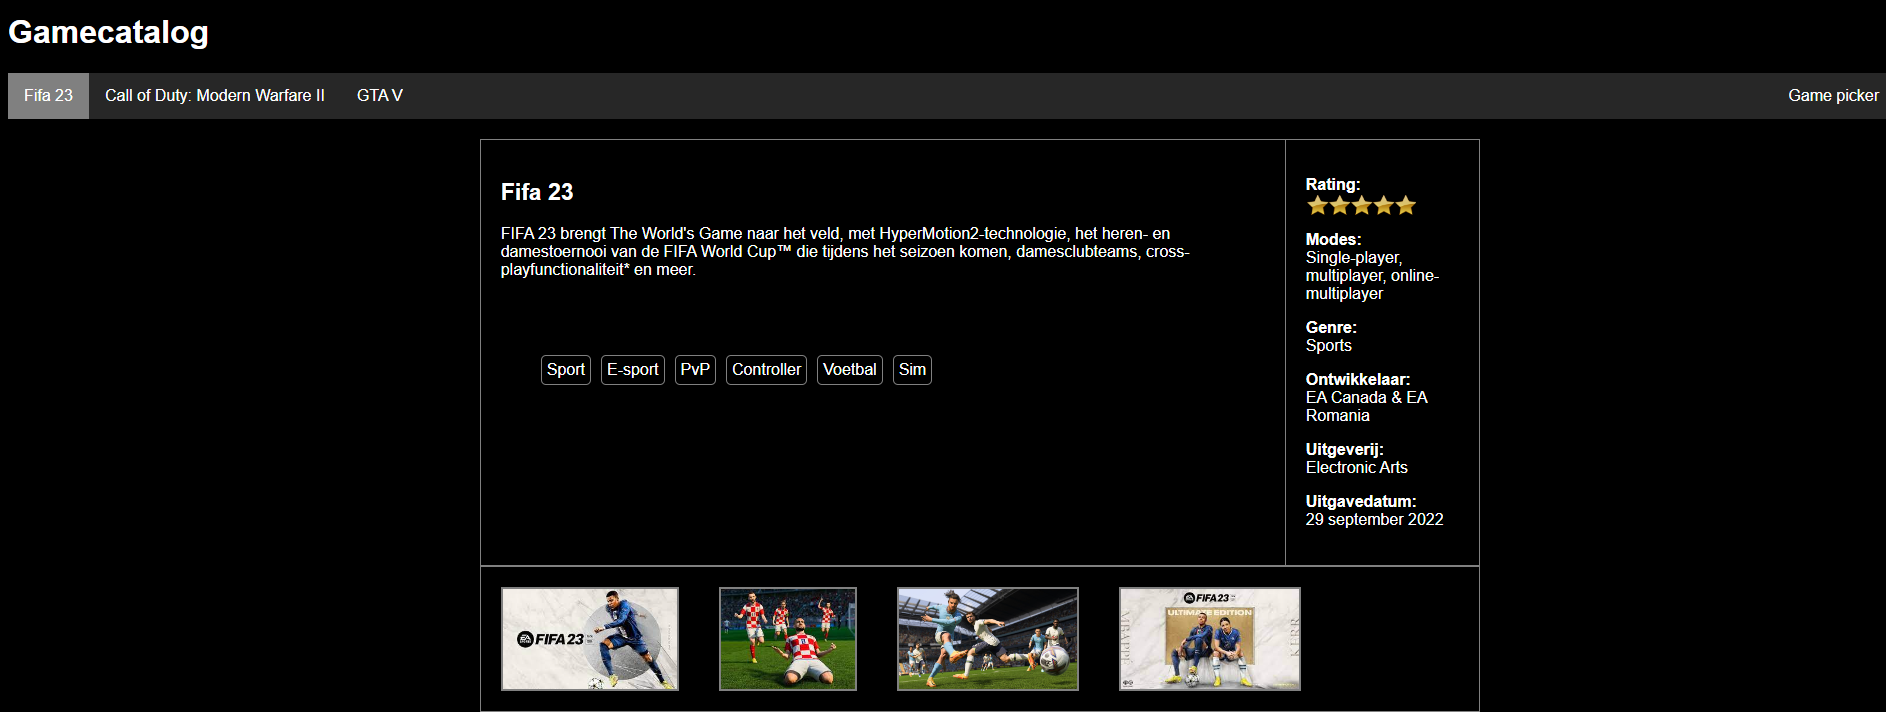 Gamecatalog
Fifa 23
Call of Duty: Modern Warfare II
GTA V
Game picker
Fifa 23
FIFA 23 brengt The World's Game naar het veld, met HyperMotion2-technologie, het heren- en
damestoernooi van de FIFA World Cup™ die tijdens het seizoen komen, damesclubteams, cross-
playfunctionaliteit* en meer.
Sport
E-sport
PvP
Controller
Voetbal
Sim
Rating:
Modes:
Single-player,
multiplayer, online-
multiplayer
Genre:
Sports
Ontwikkelaar:
EA Canada & EA
Romania
Uitgeverij:
Electronic Arts
Uitgavedatum:
29 september 2022
FIFA 23
FIFA 23
ULTIMATE EDITION
MBAPPÉ
KERR